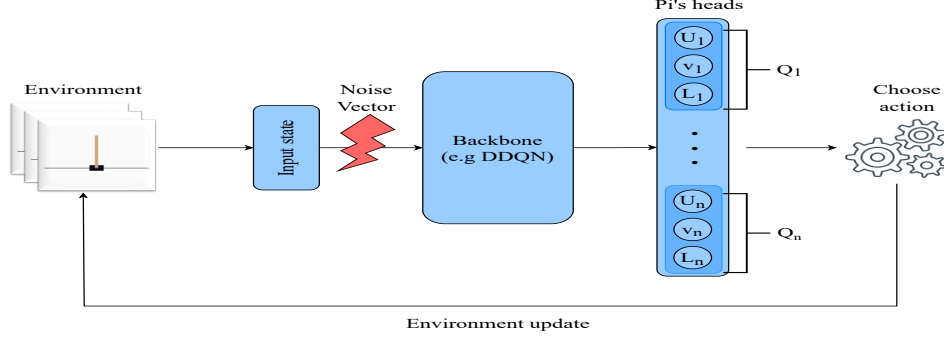 Pi's heads
U1
v1
L1
Q1
Environment
Noise
Vector
Choose
action
Input state
Backbone
(e.g DDQN)
Un
vn
Ln
Qn
Environment update